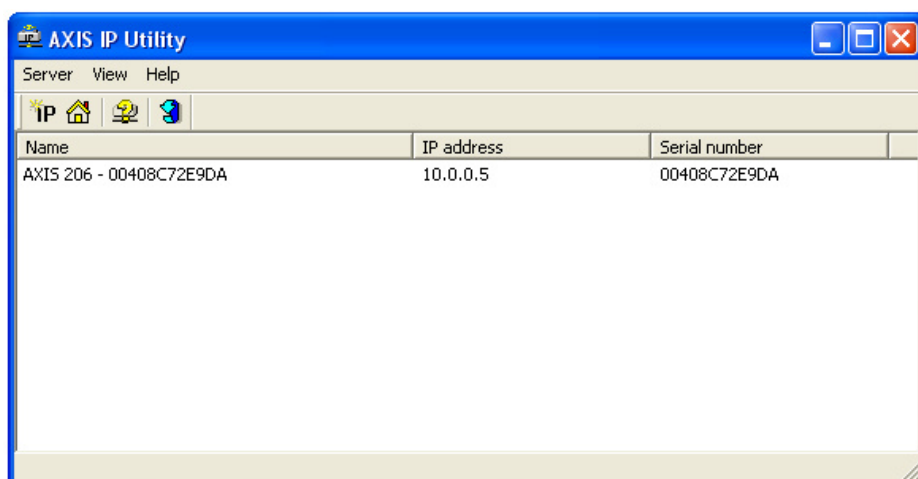 AXIS IP Utility
Server View Help
IP
Name IP address Serial number
AXIS 206 - 00408C72E9DA 10.0.0.5 00408C72E9DA